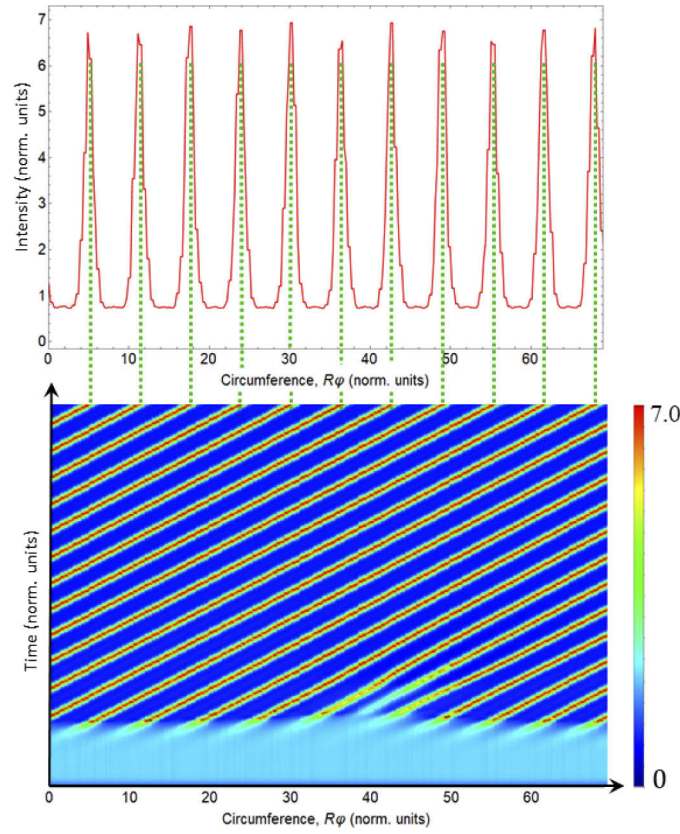 7
6
5
4
3
2
1
0
Intensity (norm. units)
0 10 20 30 40 50 60
Circumference, Rφ (norm. units)
7.0
0
Time (norm. units)
0 10 20 30 40 50 60
Circumference, Rφ (norm. units)